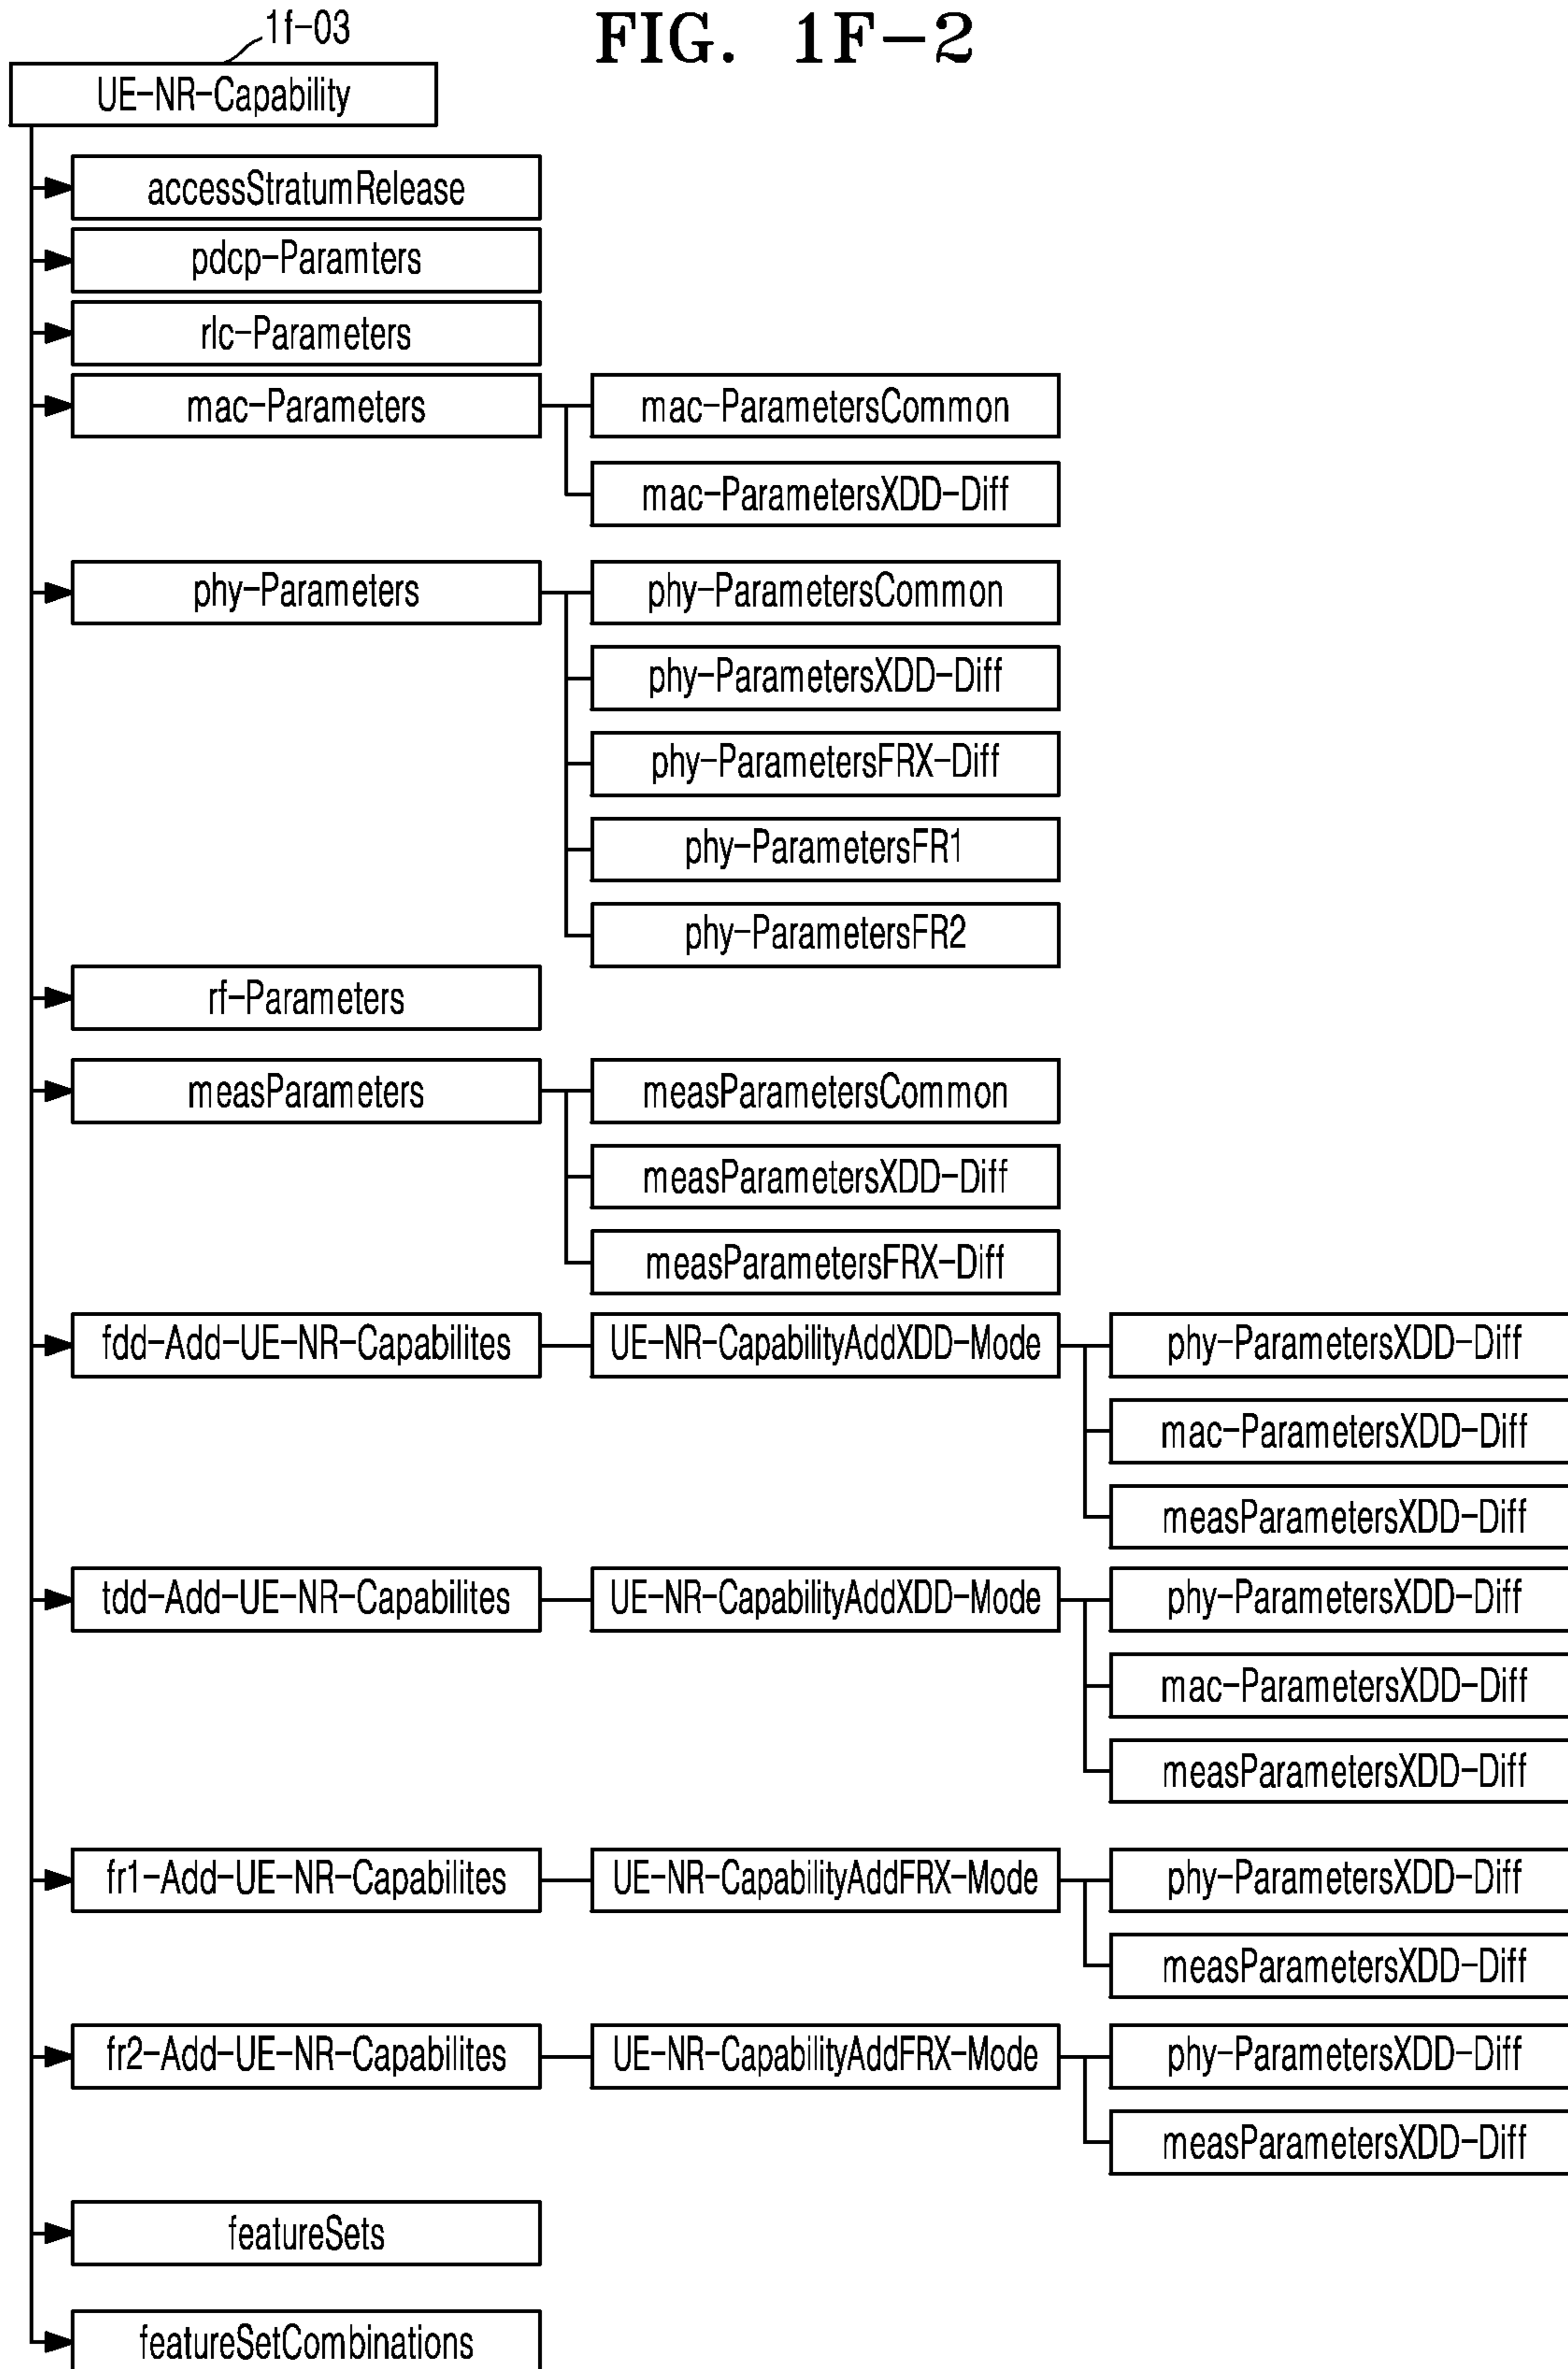 1f-03
FIG. 1F-2
UE-NR-Capability
accessStratumRelease
pdcp-Paramters
rlc-Parameters
mac-Parameters
mac-ParametersCommon
mac-ParametersXDD-Diff
phy-Parameters
phy-ParametersCommon
phy-ParametersXDD-Diff
phy-ParametersFRX-Diff
phy-ParametersFR1
phy-ParametersFR2
rf-Parameters
measParameters
measParametersCommon
measParametersXDD-Diff
measParametersFRX-Diff
fdd-Add-UE-NR-Capabilites
UE-NR-CapabilityAddXDD-Mode
phy-ParametersXDD-Diff
mac-ParametersXDD-Diff
measParametersXDD-Diff
tdd-Add-UE-NR-Capabilites
UE-NR-CapabilityAddXDD-Mode
phy-ParametersXDD-Diff
mac-ParametersXDD-Diff
measParametersXDD-Diff
fr1-Add-UE-NR-Capabilites
UE-NR-CapabilityAddFRX-Mode
phy-ParametersXDD-Diff
measParametersXDD-Diff
fr2-Add-UE-NR-Capabilites
UE-NR-CapabilityAddFRX-Mode
phy-ParametersXDD-Diff
measParametersXDD-Diff
featureSets
featureSetCombinations